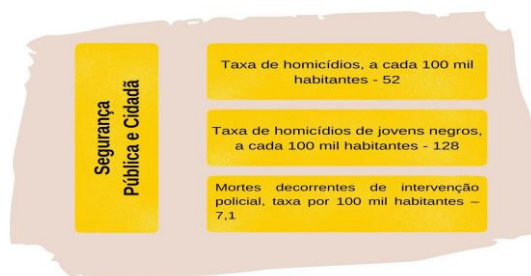 Segurança
Pública e Cidadã
Taxa de homicídios, a cada 100 mil
habitantes - 52
Taxa de homicídios de jovens negros,
a cada 100 mil habitantes - 128
Mortes decorrentes de intervenção
policial, taxa por 100 mil habitantes –
7,1